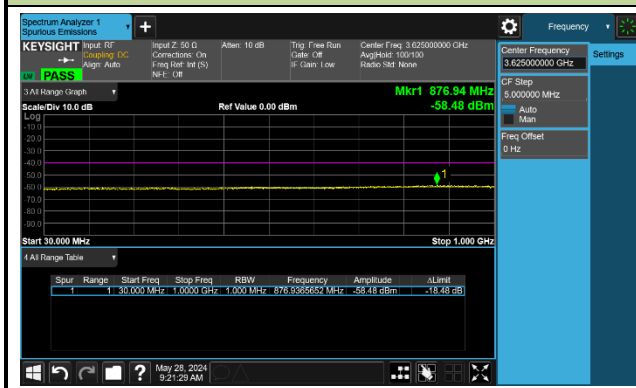 Spectrum Analyzer 1
Spurious Emissions
+
Frequency
KEYSIGHT Input: RF
Coupling: DC
Align: Auto
Input Z: 50 Ω
Corrections: On
Freq Ref: Int (S)
NFE: Off
Atten: 10 dB
Trig: Free Run
Gate: Off
IF Gain: Low
Center Freq: 3.625000000 GHz
Avg|Hold: 100/100
Radio Std: None
LW PASS
Center Frequency
3.625000000 GHz
Settings
CF Step
5.000000 MHz
Auto
Man
Freq Offset
0 Hz
3 All Range Graph
Mkr1 876.94 MHz
Scale/Div 10.0 dB
Ref Value 0.00 dBm
-58.48 dBm
Log
-10.0
-20.0
-30.0
-40.0
-50.0
-60.0
-70.0
-80.0
-90.0
1
Start 30.000 MHz
Stop 1.000 GHz
4 All Range Table
Spur Range Start Freq Stop Freq RBW Frequency Amplitude ΔLimit
1 1 30.000 MHz 1.0000 GHz 1.000 MHz 876.9365652 MHz -58.48 dBm -18.48 dB
?
May 28, 2024
9:21:29 AM